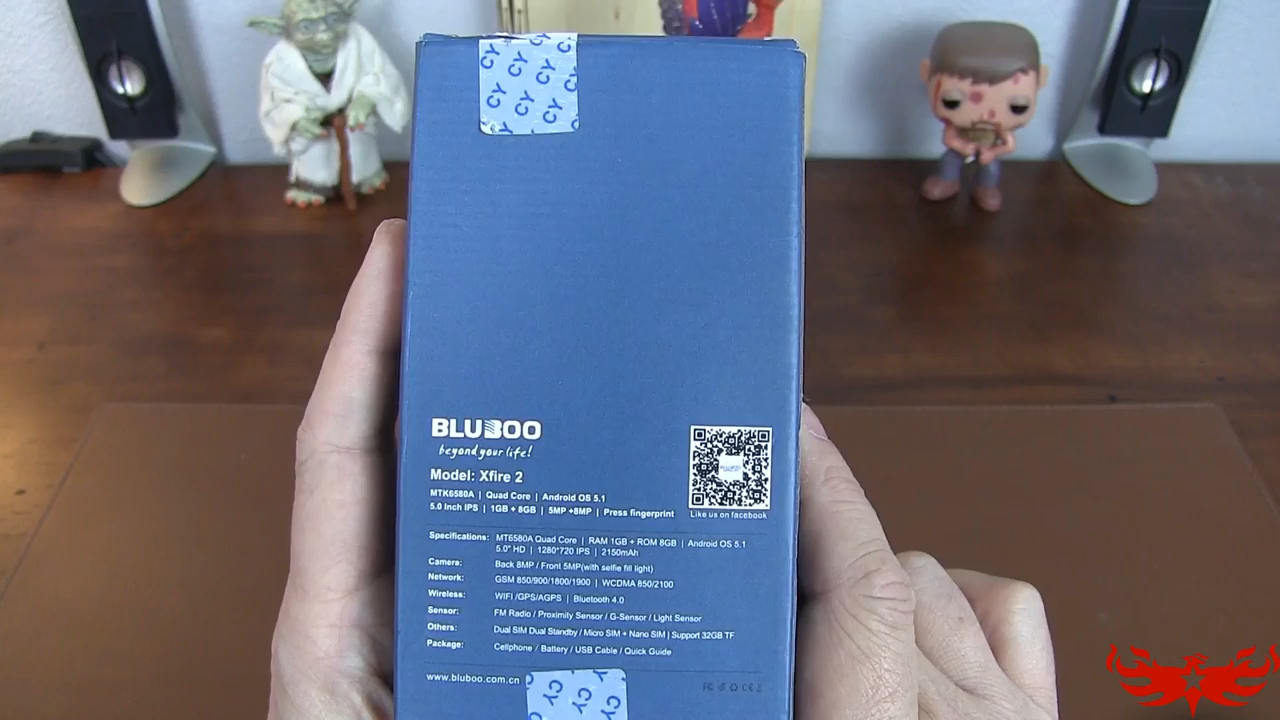 CY CY CY CY CY CY
BLUBOO
beyond your life!
Model: Xfire 2
MTK6580A | Quad Core | Android OS 5.1
5.0 Inch IPS | 1GB + 8GB | 5MP +8MP | Press fingerprint
BLUBOO
Like us on facebook
Specifications: MT6580A Quad Core | RAM 1GB + ROM 8GB | Android OS 5.1
5.0" HD | 1280*720 IPS | 2150mAh
Camera: Back 8MP / Front 5MP(with selfie fill light)
Network: GSM 850/900/1800/1900 | WCDMA 850/2100
Wireless: WIFI /GPS/AGPS | Bluetooth 4.0
Sensor: FM Radio / Proximity Sensor / G-Sensor / Light Sensor
Others: Dual SIM Dual Standby / Micro SIM + Nano SIM | Support 32GB TF
Package: Cellphone / Battery / USB Cable / Quick Guide
www.bluboo.com.cn
CY CY CY